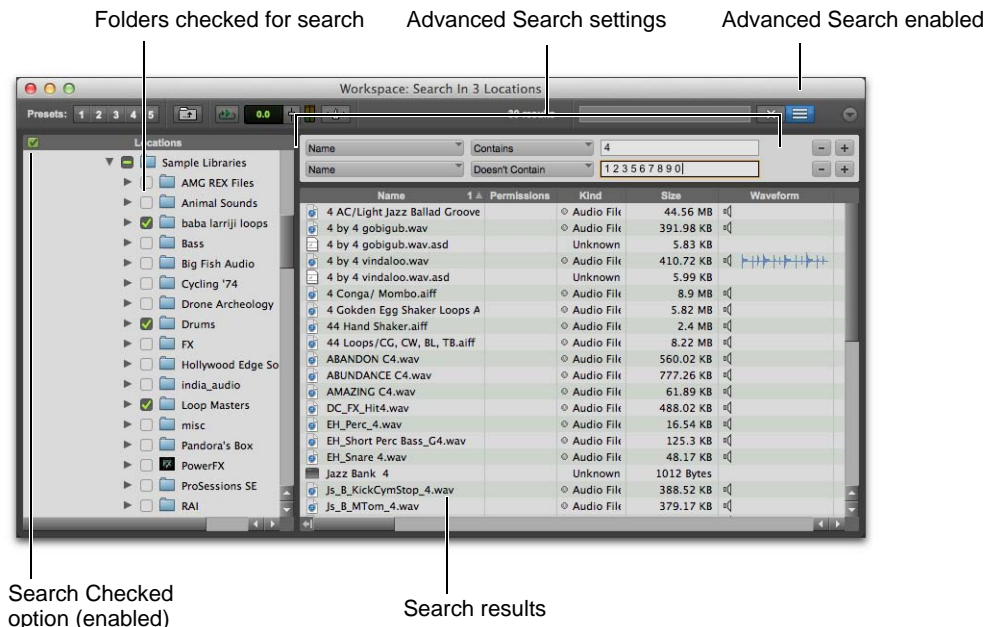 Folders checked for search
Advanced Search settings
Advanced Search enabled
Workspace: Search In 3 Locations
Presets: 1 2 3 4 5
0.0
Locations
Sample Libraries
AMG REX Files
Animal Sounds
baba larriji loops
Bass
Big Fish Audio
Cycling '74
Drone Archeology
Drums
FX
Hollywood Edge So
india_audio
Loop Masters
misc
Pandora's Box
PowerFX
ProSessions SE
RAI
Name Contains 4 - +
Name Doesn't Contain 1 2 3 5 6 7 8 9 0 - +
Name 1 Permissions Kind Size Waveform
4 AC/Light Jazz Ballad Groove Audio File 44.56 MB
4 by 4 gobigub.wav Audio File 391.98 KB
4 by 4 gobigub.wav.asd Unknown 5.83 KB
4 by 4 vindaloo.wav Audio File 410.72 KB
4 by 4 vindaloo.wav.asd Unknown 5.99 KB
4 Conga/ Mombo.aiff Audio File 8.9 MB
4 Gokden Egg Shaker Loops A Audio File 5.82 MB
44 Hand Shaker.aiff Audio File 2.4 MB
44 Loops/CG, CW, BL, TB.aiff Audio File 8.22 MB
ABANDON C4.wav Audio File 560.02 KB
ABUNDANCE C4.wav Audio File 777.26 KB
AMAZING C4.wav Audio File 61.89 KB
DC_FX_Hit4.wav Audio File 488.02 KB
EH_Perc_4.wav Audio File 16.54 KB
EH_Short Perc Bass_G4.wav Audio File 125.3 KB
EH_Snare 4.wav Audio File 48.17 KB
Jazz Bank 4 Unknown 1012 Bytes
Js_B_KickCymStop_4.wav Audio File 388.52 KB
Js_B_MTom_4.wav Audio File 379.17 KB
Search Checked
option (enabled)
Search results